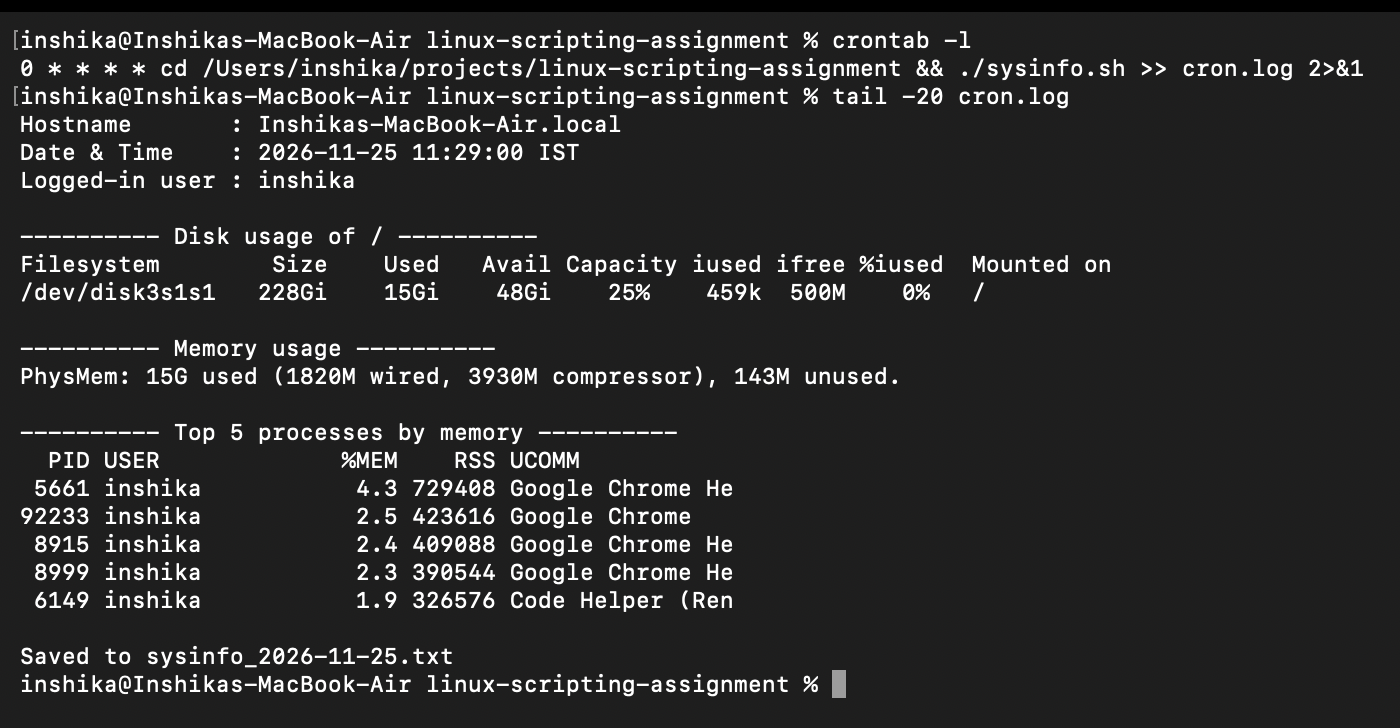 [inshika@Inshikas-MacBook-Air linux-scripting-assignment % crontab -l
0 * * * * cd /Users/inshika/projects/linux-scripting-assignment && ./sysinfo.sh >> cron.log 2>&1
[inshika@Inshikas-MacBook-Air linux-scripting-assignment % tail -20 cron.log
Hostname       : Inshikas-MacBook-Air.local
Date & Time    : 2026-11-25 11:29:00 IST
Logged-in user : inshika

---------- Disk usage of / ----------
Filesystem        Size    Used   Avail Capacity iused ifree %iused  Mounted on
/dev/disk3s1s1   228Gi    15Gi    48Gi    25%    459k  500M    0%   /

---------- Memory usage ----------
PhysMem: 15G used (1820M wired, 3930M compressor), 143M unused.

---------- Top 5 processes by memory ----------
  PID USER             %MEM    RSS UCOMM
 5661 inshika           4.3 729408 Google Chrome He
92233 inshika           2.5 423616 Google Chrome
 8915 inshika           2.4 409088 Google Chrome He
 8999 inshika           2.3 390544 Google Chrome He
 6149 inshika           1.9 326576 Code Helper (Ren

Saved to sysinfo_2026-11-25.txt
inshika@Inshikas-MacBook-Air linux-scripting-assignment %